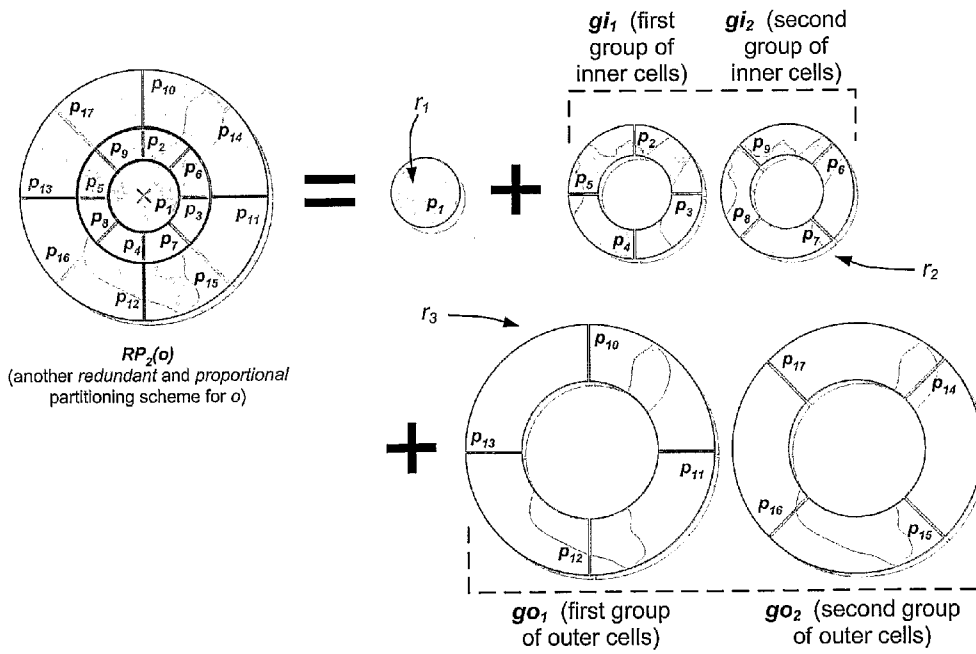 gi₁ (first group of inner cells)
gi₂ (second group of inner cells)
p₁₀
p₁₇
p₁₄
p₉
p₂
p₆
p₁₃
p₅
p₁
p₃
p₁₁
p₈
p₄
p₇
p₁₆
p₁₂
p₁₅
RP₂(o)
(another redundant and proportional
partitioning scheme for o)
=
r₁
p₁
+
p₂
p₅
p₃
p₄
p₉
p₆
p₈
p₇
r₂
+
r₃
p₁₀
p₁₃
p₁₁
p₁₂
p₁₇
p₁₄
p₁₆
p₁₅
go₁ (first group
of outer cells)
go₂ (second group
of outer cells)